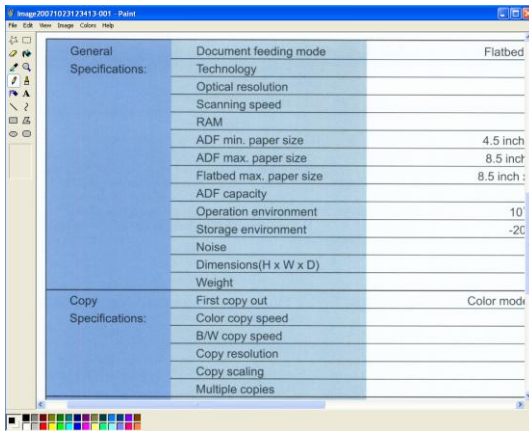 Image20071023123413-001 - Paint
File Edit View Image Colors Help
General Document feeding mode Flatbed
Specifications: Technology
Optical resolution
Scanning speed
RAM
ADF min. paper size 4.5 inch
ADF max. paper size 8.5 inch
Flatbed max. paper size 8.5 inch
ADF capacity
Operation environment 10
Storage environment -20
Noise
Dimensions(H x W x D)
Weight
Copy First copy out Color mode
Specifications: Color copy speed
B/W copy speed
Copy resolution
Copy scaling
Multiple copies